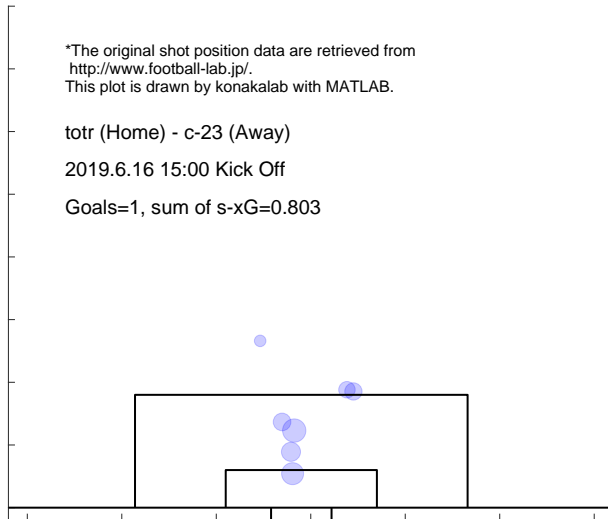 *The original shot position data are retrieved from
http://www.football-lab.jp/.
This plot is drawn by konakalab with MATLAB.
totr (Home) - c-23 (Away)
2019.6.16 15:00 Kick Off
Goals=1, sum of s-xG=0.803